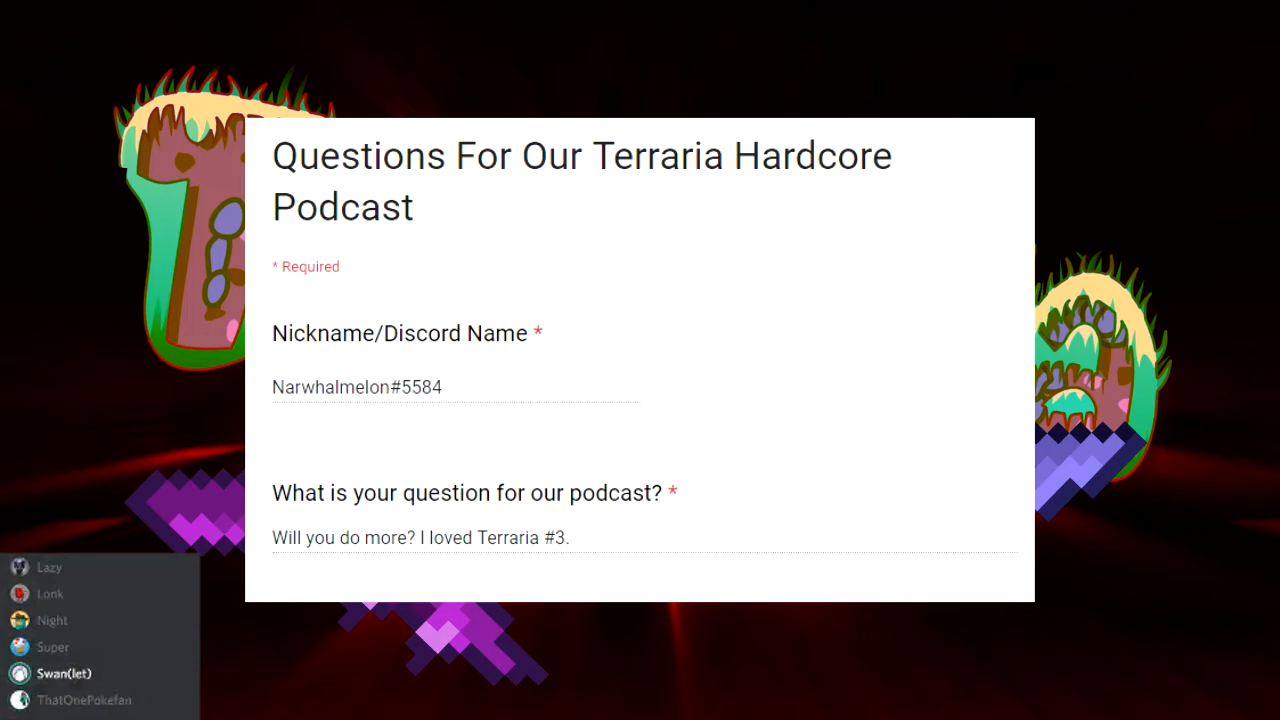 Questions For Our Terraria Hardcore
Podcast
* Required
Nickname/Discord Name *
Narwhalmelon#5584
What is your question for our podcast? *
Will you do more? I loved Terraria #3.
Lazy
Lonk
Night
Super
Swan(let)
ThatOnePokefan